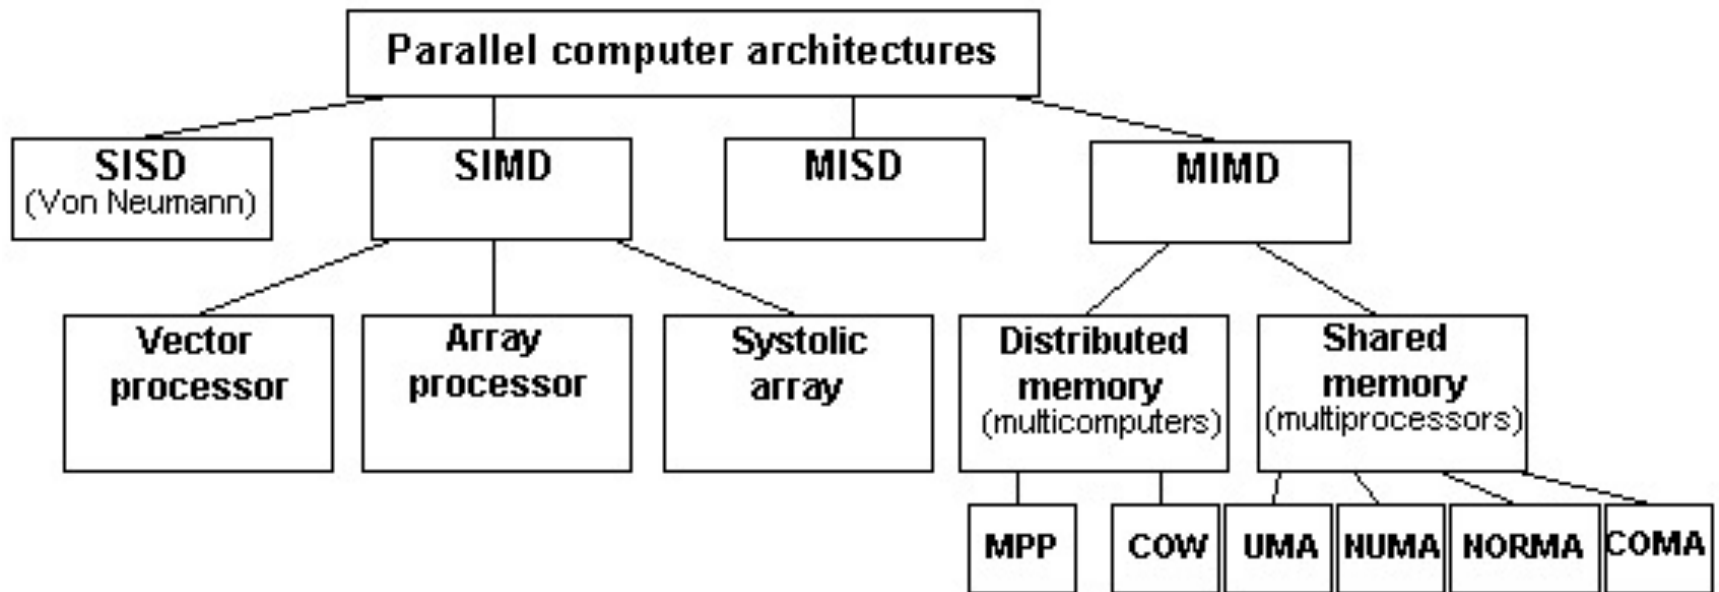 Parallel computer architectures
SISD
(Von Neumann)
SIMD
MISD
MIMD
Vector
processor
Array
processor
Systolic
array
Distributed
memory
(multicomputers)
Shared
memory
(multiprocessors)
MPP
COW
UMA
NUMA
NORMA
COMA